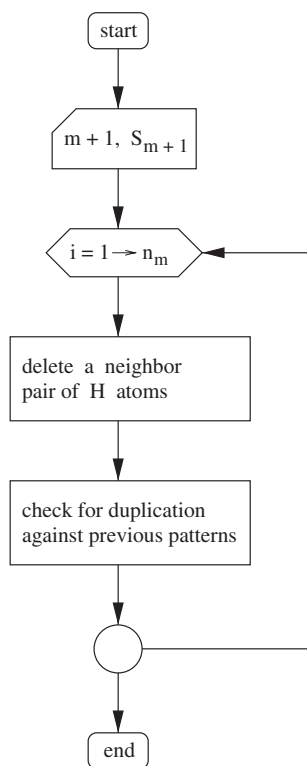 start
m + 1, S_{m + 1}
i = 1 → n_m
delete a neighbor
pair of H atoms
check for duplication
against previous patterns
end